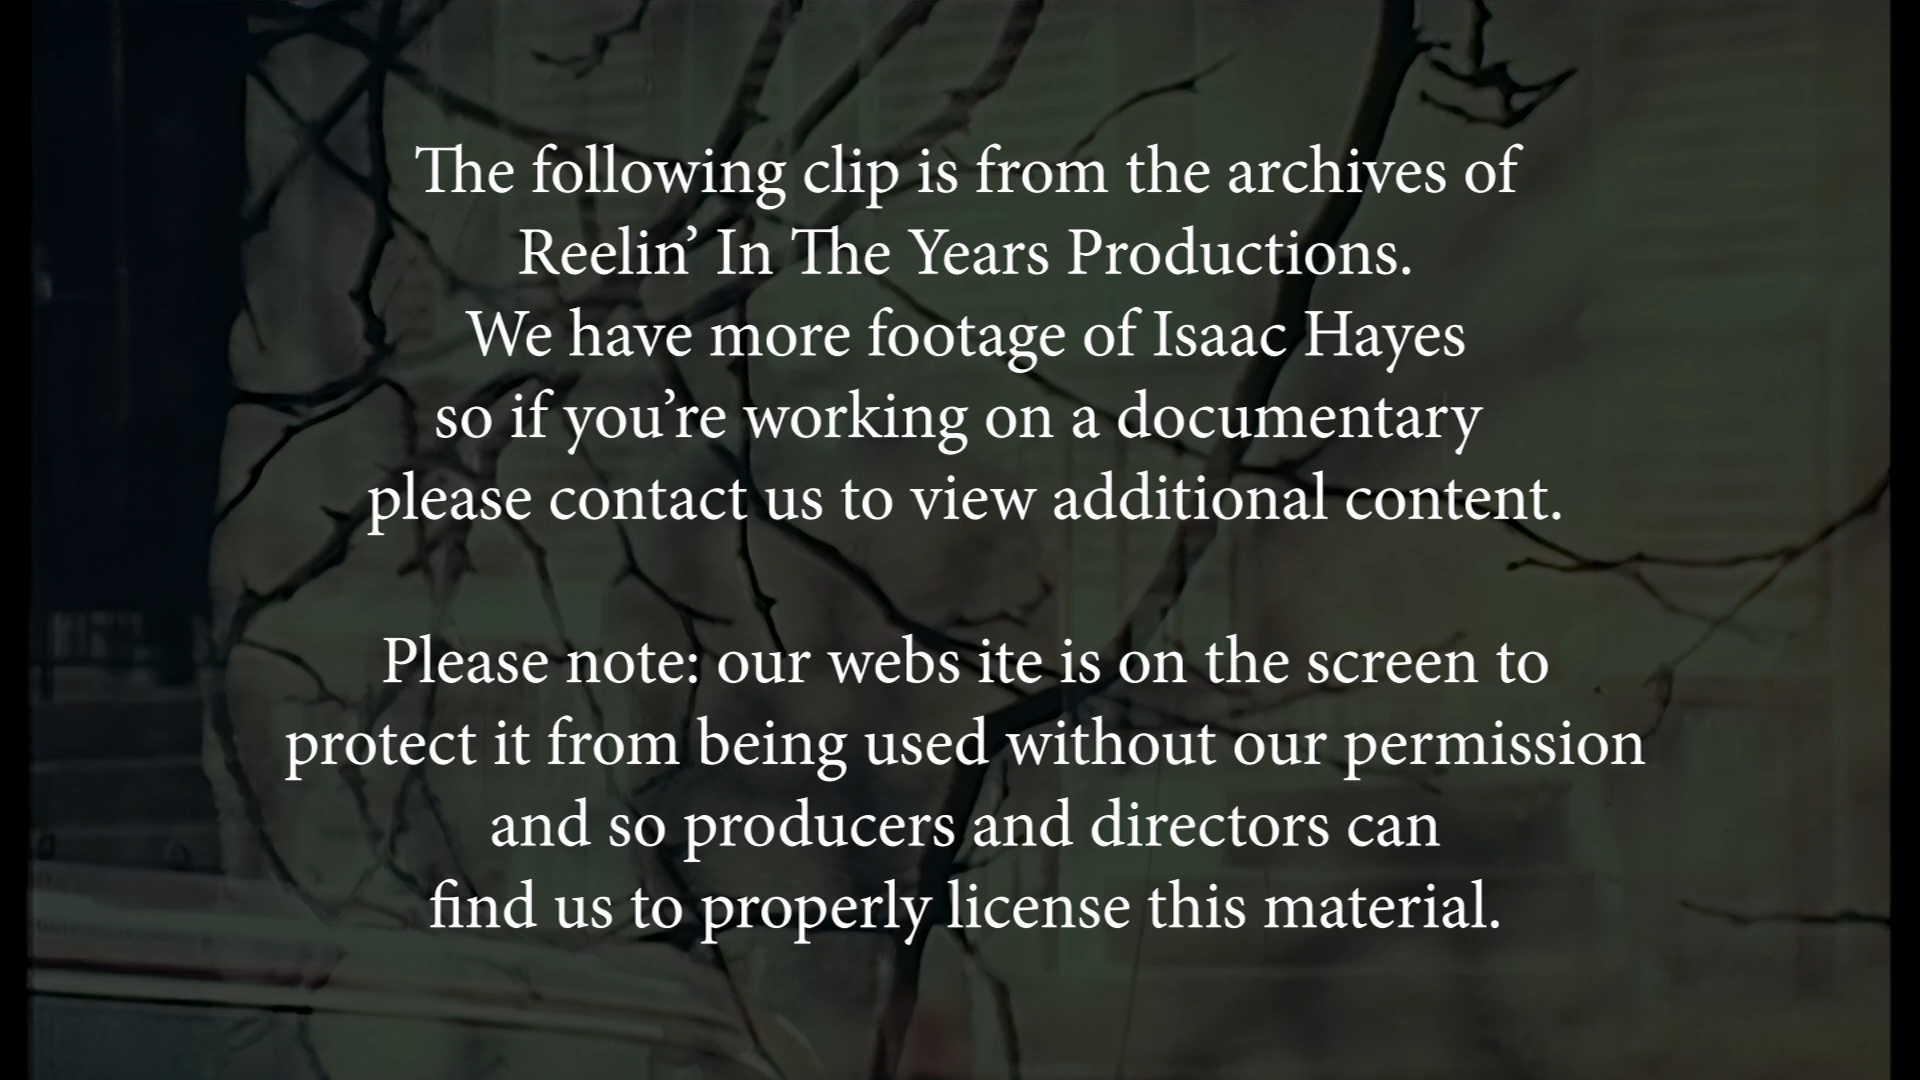 The following clip is from the archives of
Reelin’ In The Years Productions.
We have more footage of Isaac Hayes
so if you’re working on a documentary
please contact us to view additional content.
Please note: our webs ite is on the screen to
protect it from being used without our permission
and so producers and directors can
find us to properly license this material.